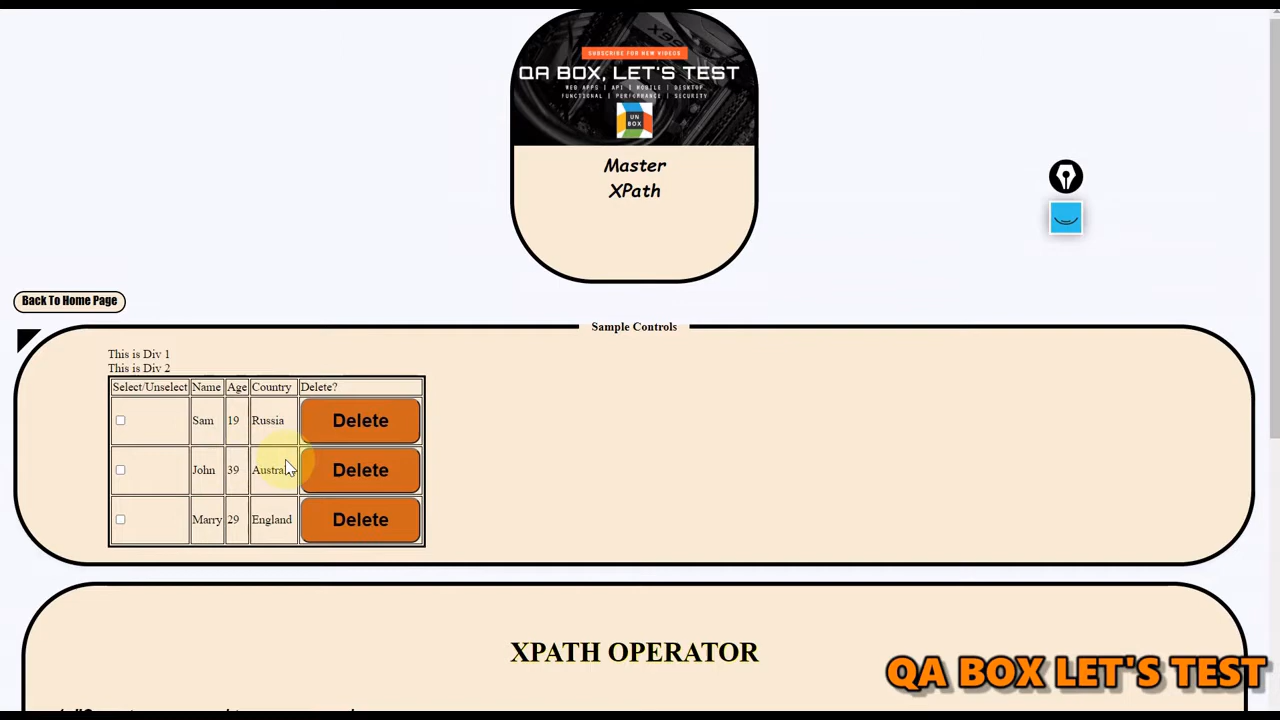 SUBSCRIBE FOR NEW VIDEOS
QA BOX, LET'S TEST
WEB APPS | API | MOBILE | DESKTOP
FUNCTIONAL | PERFORMANCE | SECURITY
UN
BOX
Master
XPath
Back To Home Page
Sample Controls
This is Div 1
This is Div 2
Select/Unselect Name Age Country Delete?
Sam 19 Russia Delete
John 39 Delete
Marry 29 England Delete
XPATH OPERATOR
QA BOX LET'S TEST